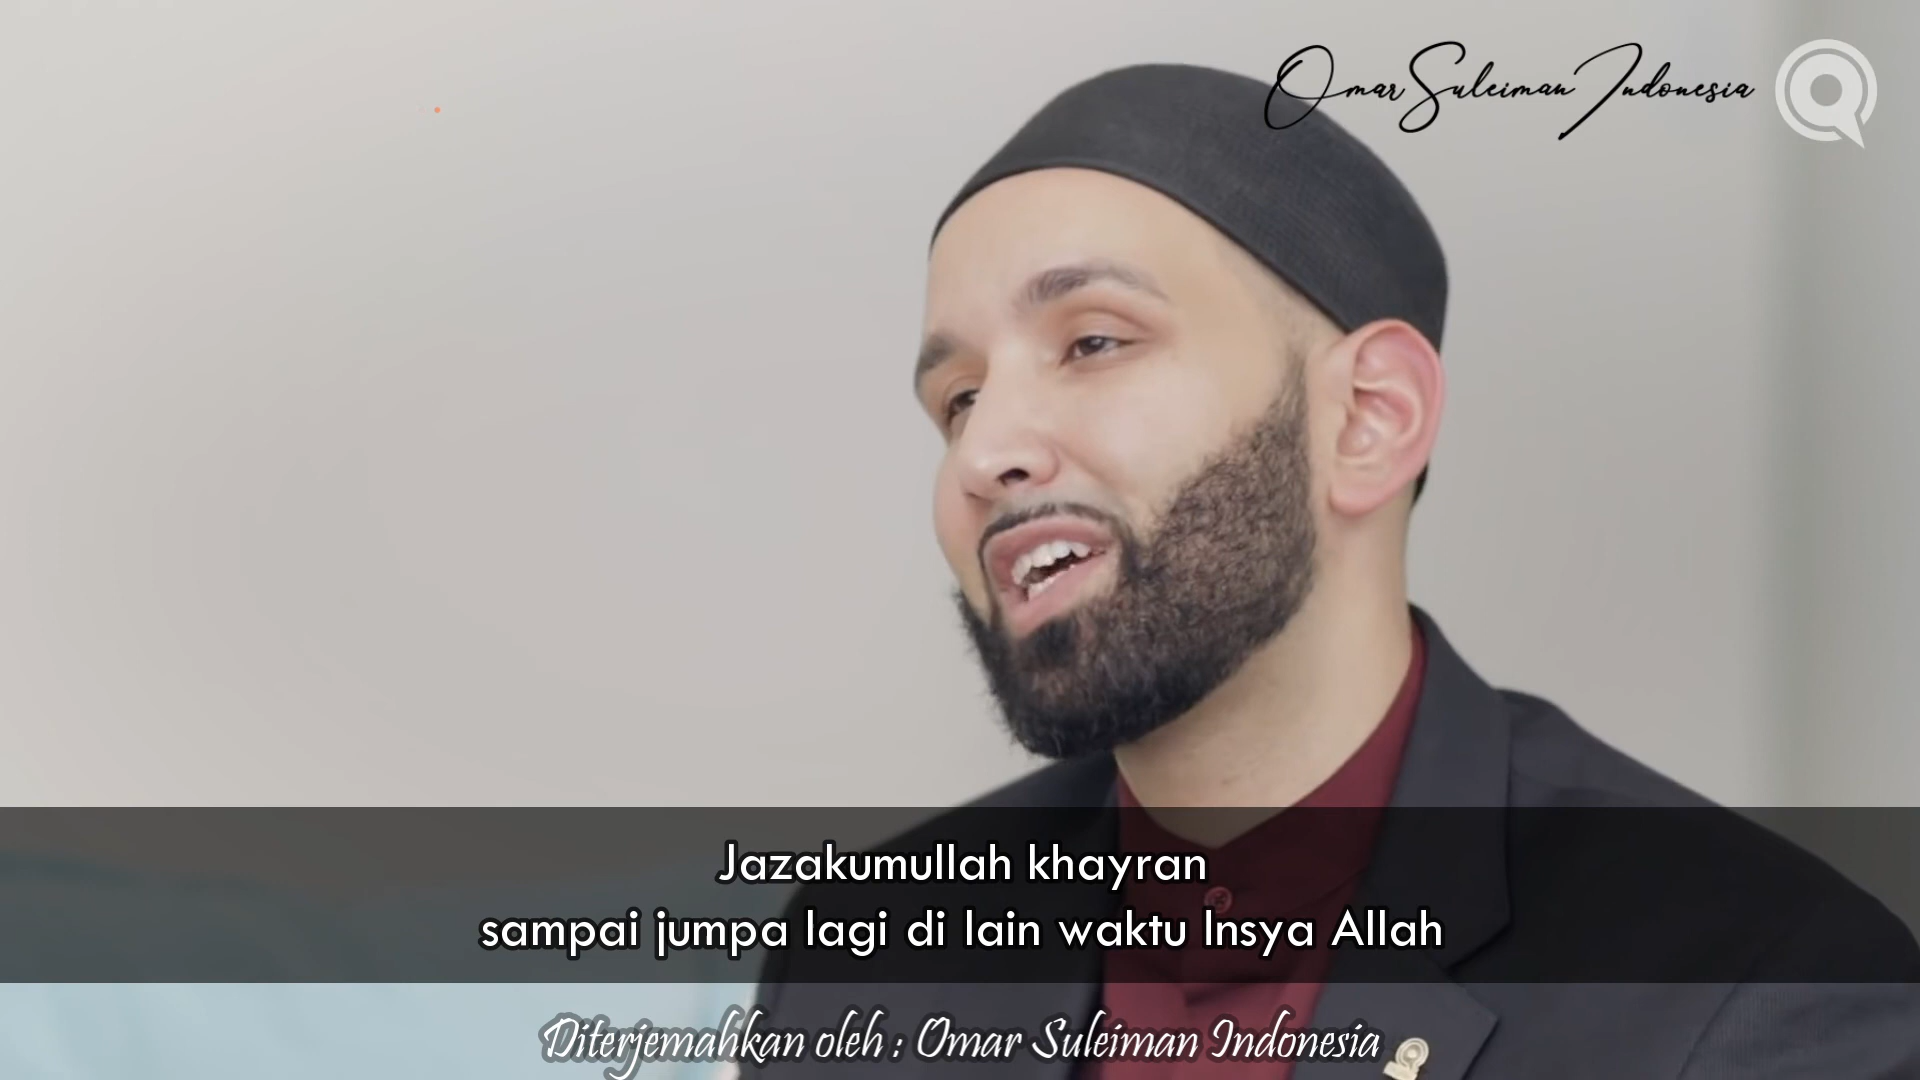 Omar Suleiman Indonesia
Jazakumullah khayran
sampai jumpa lagi di lain waktu Insya Allah
Diterjemahkan oleh : Omar Suleiman Indonesia